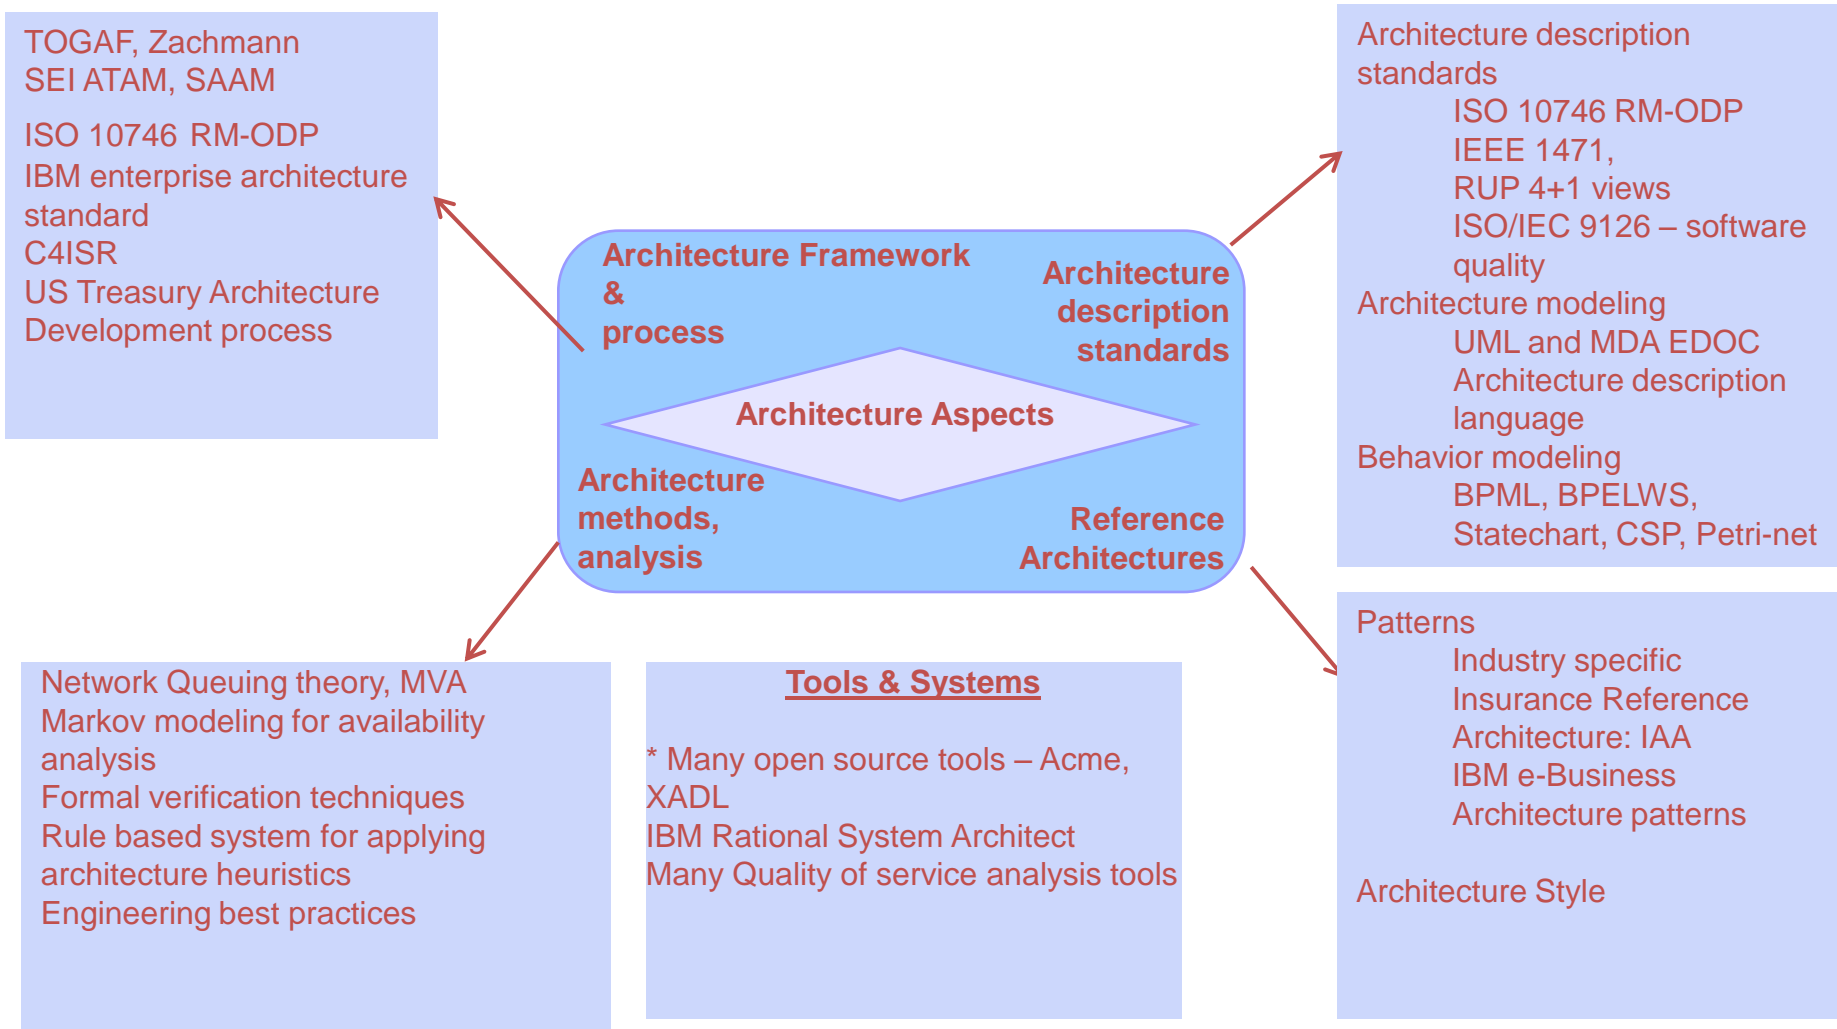 TOGAF, Zachmann
SEI ATAM, SAAM
ISO 10746 RM-ODP
IBM enterprise architecture
standard
C4ISR
US Treasury Architecture
Development process
Architecture Framework
&
process
Architecture
description
standards
Architecture Aspects
Architecture
methods,
analysis
Reference
Architectures
Architecture description
standards
ISO 10746 RM-ODP
IEEE 1471,
RUP 4+1 views
ISO/IEC 9126 – software
quality
Architecture modeling
UML and MDA EDOC
Architecture description
language
Behavior modeling
BPML, BPELWS,
Statechart, CSP, Petri-net
Network Queuing theory, MVA
Markov modeling for availability
analysis
Formal verification techniques
Rule based system for applying
architecture heuristics
Engineering best practices
Tools & Systems
* Many open source tools – Acme,
XADL
IBM Rational System Architect
Many Quality of service analysis tools
Patterns
Industry specific
Insurance Reference
Architecture: IAA
IBM e-Business
Architecture patterns
Architecture Style